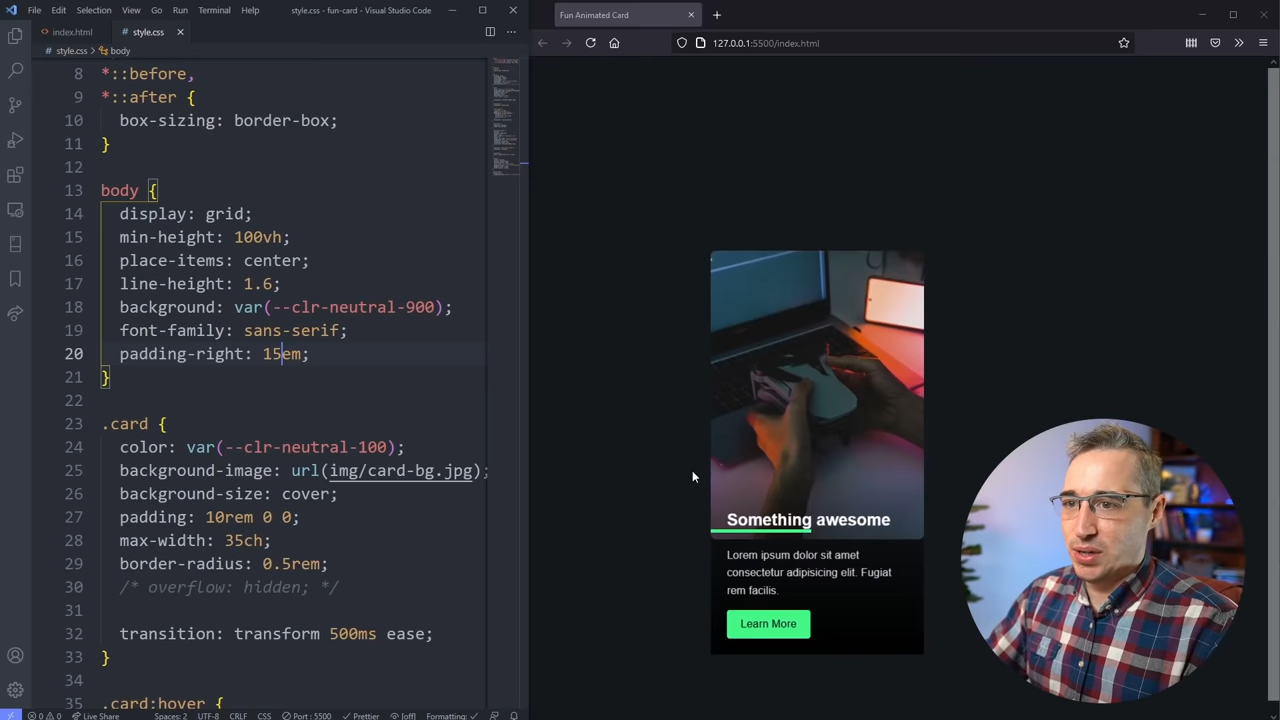 File Edit Selection View Go Run Terminal Help style.css - fun-card - Visual Studio Code
Fun Animated Card
index.html style.css
127.0.0.1:5500/index.html
style.css > body
8 *::before,
9 *::after {
10 box-sizing: border-box;
11 }
12
13 body {
14 display: grid;
15 min-height: 100vh;
16 place-items: center;
17 line-height: 1.6;
18 background: var(--clr-neutral-900);
19 font-family: sans-serif;
20 padding-right: 15em;
21 }
22
23 .card {
24 color: var(--clr-neutral-100);
25 background-image: url(img/card-bg.jpg);
26 background-size: cover;
27 padding: 10rem 0 0;
28 max-width: 35ch;
29 border-radius: 0.5rem;
30 /* overflow: hidden; */
31
32 transition: transform 500ms ease;
33 }
34
35 .card:hover {
Something awesome
Lorem ipsum dolor sit amet
consectetur adipisicing elit. Fugiat
rem facilis.
Learn More
0 0 Live Share Spaces: 2 UTF-8 CRLF CSS Port : 5500 Prettier [off] Formatting: ✓